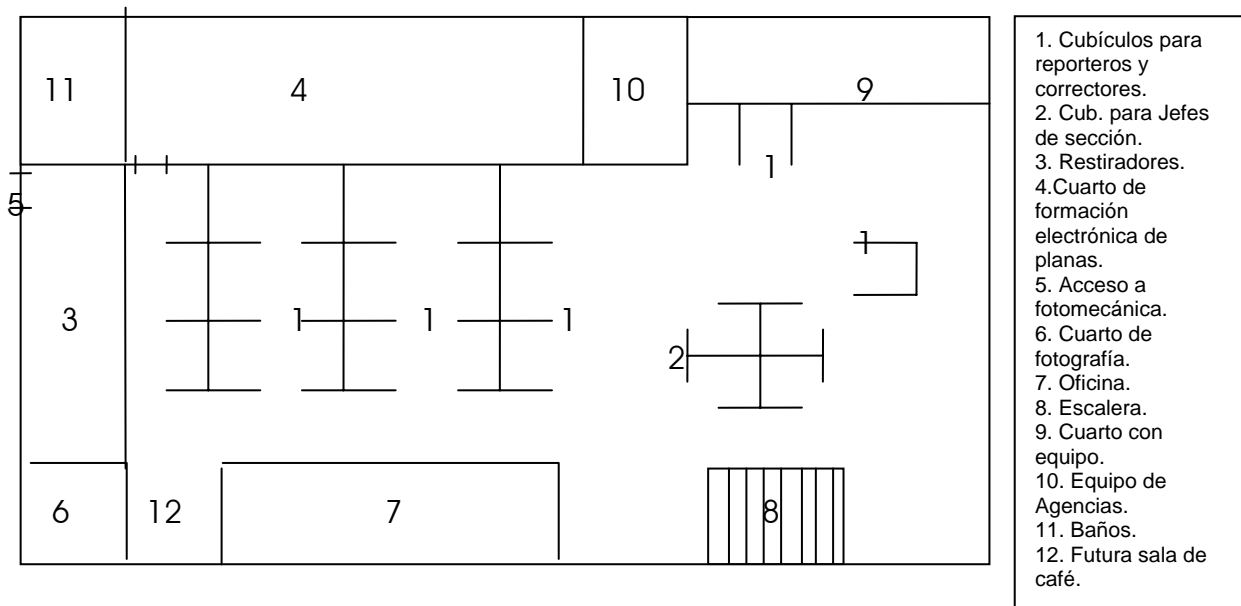 11
4
10
9
1
5
1
3
1
1
1
2
6
12
7
8
1. Cubículos para
reporteros y
correctores.
2. Cub. para Jefes
de sección.
3. Restiradores.
4.Cuarto de
formación
electrónica de
planas.
5. Acceso a
fotomecánica.
6. Cuarto de
fotografía.
7. Oficina.
8. Escalera.
9. Cuarto con
equipo.
10. Equipo de
Agencias.
11. Baños.
12. Futura sala de
café.